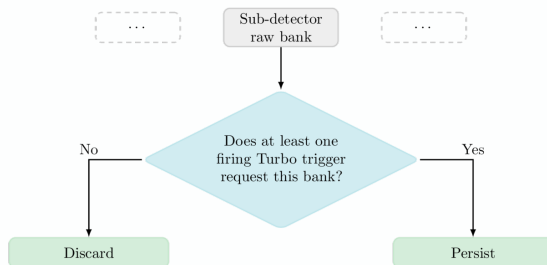 ...
Sub-detector
raw bank
...
Does at least one
firing Turbo trigger
request this bank?
No
Yes
Discard
Persist